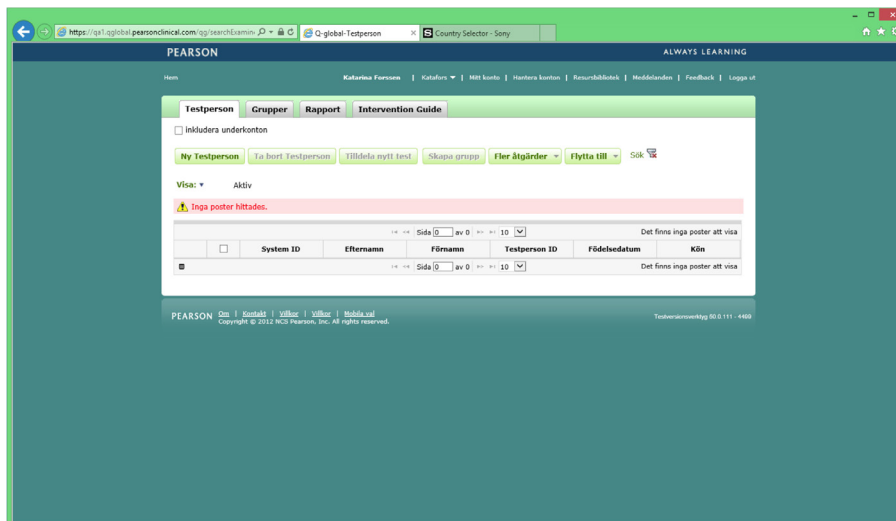 https://qa1.qglobal.pearsonclinical.com/qg/searchExamin
Q-global-Testperson
Country Selector - Sony
PEARSON
ALWAYS LEARNING
Hem
Katarina Forssen | Katafors | Mitt konto | Hantera konton | Resursbibliotek | Meddelanden | Feedback | Logga ut
Testperson Grupper Rapport Intervention Guide
inkludera underkonton
Ny Testperson Ta bort Testperson Tilldela nytt test Skapa grupp Fler åtgärder Flytta till Sök
Visa: Aktiv
Inga poster hittades.
Sida 0 av 0 10 Det finns inga poster att visa
System ID Efternamn Förnamn Testperson ID Födelsedatum Kön
Sida 0 av 0 10 Det finns inga poster att visa
PEARSON Om | Kontakt | Villkor | Villkor | Mobila val
Copyright © 2012 NCS Pearson, Inc. All rights reserved.